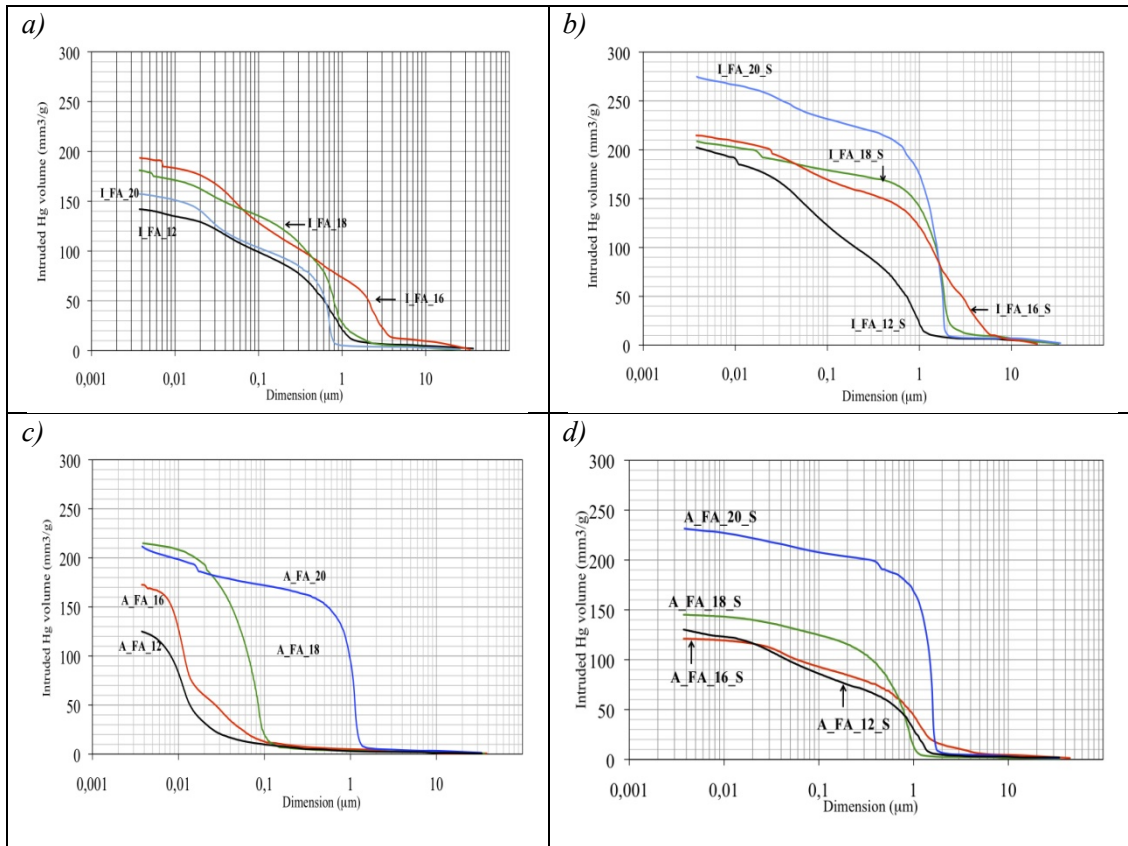 a)
300
250
200
150
100
50
0
Intruded Hg volume (mm3/g)
I_FA_20
I_FA_12
I_FA_18
I_FA_16
0,001 0,01 0,1 1 10
Dimension (µm)
b)
300
250
200
150
100
50
0
Intruded Hg volume (mm3/g)
I_FA_20_S
I_FA_18_S
I_FA_16_S
I_FA_12_S
0,001 0,01 0,1 1 10
Dimension (µm)
c)
300
250
200
150
100
50
0
Intruded Hg volume (mm3/g)
A_FA_20
A_FA_16
A_FA_12
A_FA_18
0,001 0,01 0,1 1 10
Dimension (µm)
d)
300
250
200
150
100
50
0
Intruded Hg volume (mm3/g)
A_FA_20_S
A_FA_18_S
A_FA_16_S
A_FA_12_S
0,001 0,01 0,1 1 10
Dimension (µm)